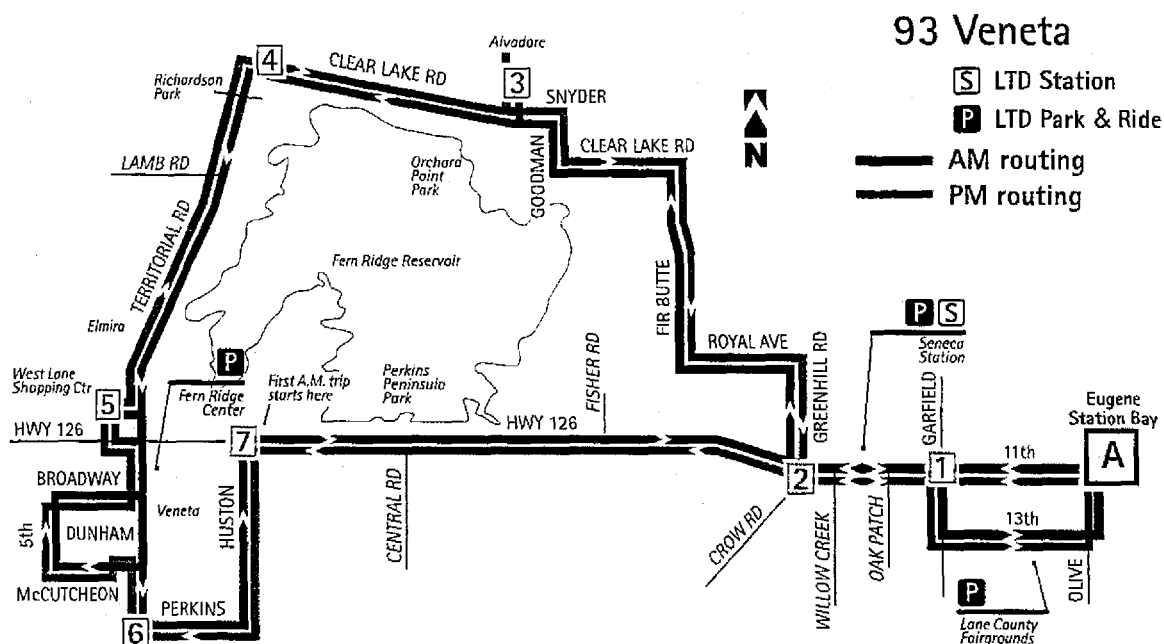 93 Veneta
S LTD Station
P LTD Park & Ride
AM routing
PM routing
N
4
CLEAR LAKE RD
Alvadore
3
SNYDER
Richardson
Park
LAMB RD
Orchard
Point
Park
GOODMAN
CLEAR LAKE RD
TERRITORIAL RD
Fern Ridge Reservoir
FIR BUTTE
Elmira
ROYAL AVE
GREENHILL RD
P S
Seneca
Station
West Lane
Shopping Ctr
5
P
Fern Ridge
Center
First A.M. trip
starts here
Perkins
Peninsula
Park
FISHER RD
GARFIELD
Eugene
Station Bay
A
HWY 126
7
HWY 126
2
1
11th
BROADWAY
Veneta
HUSTON
CENTRAL RD
CROW RD
WILLOW CREEK
OAK PATCH
13th
5th
DUNHAM
McCUTCHEON
OLIVE
P
Lane County
Fairgrounds
PERKINS
6